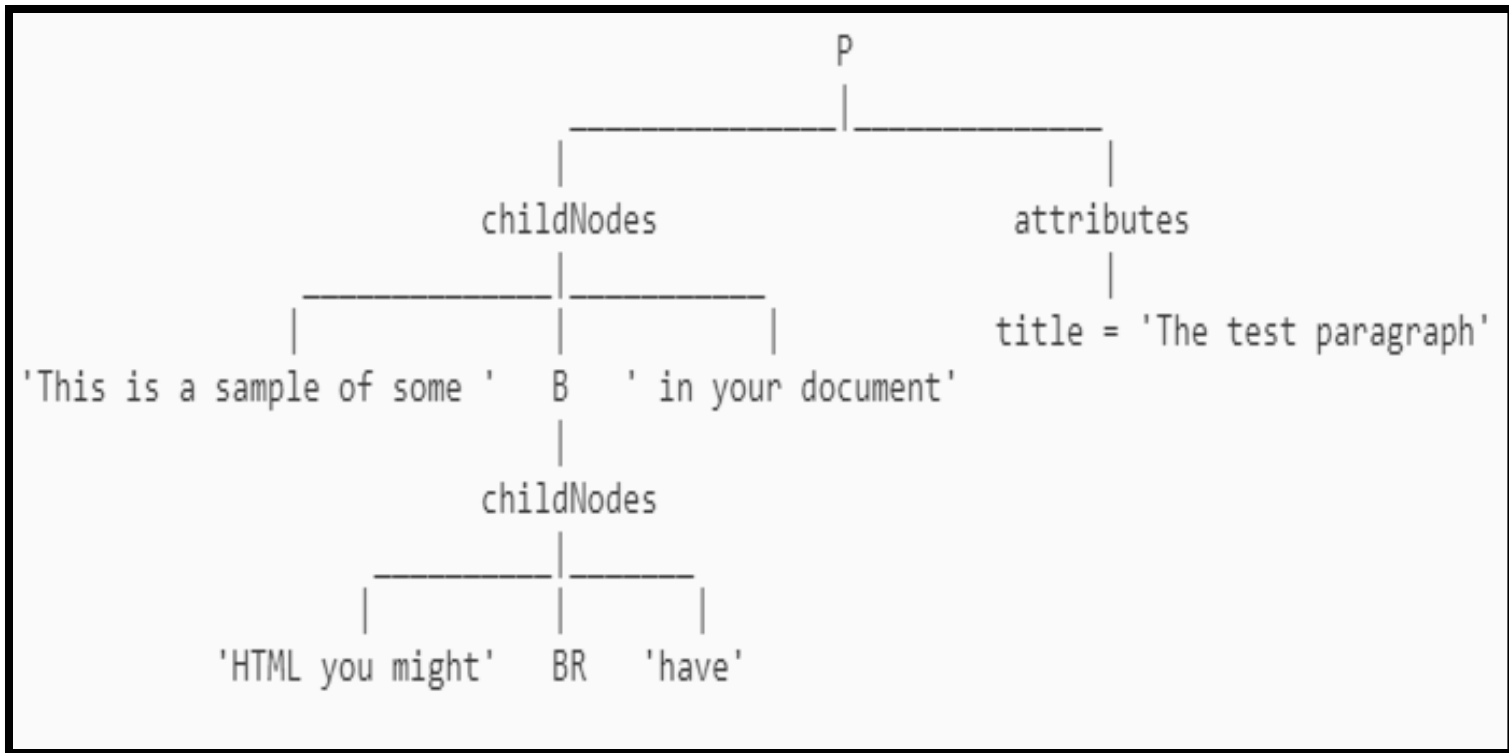 P
childNodes attributes
title = 'The test paragraph'
'This is a sample of some ' B ' in your document'
childNodes
'HTML you might' BR 'have'